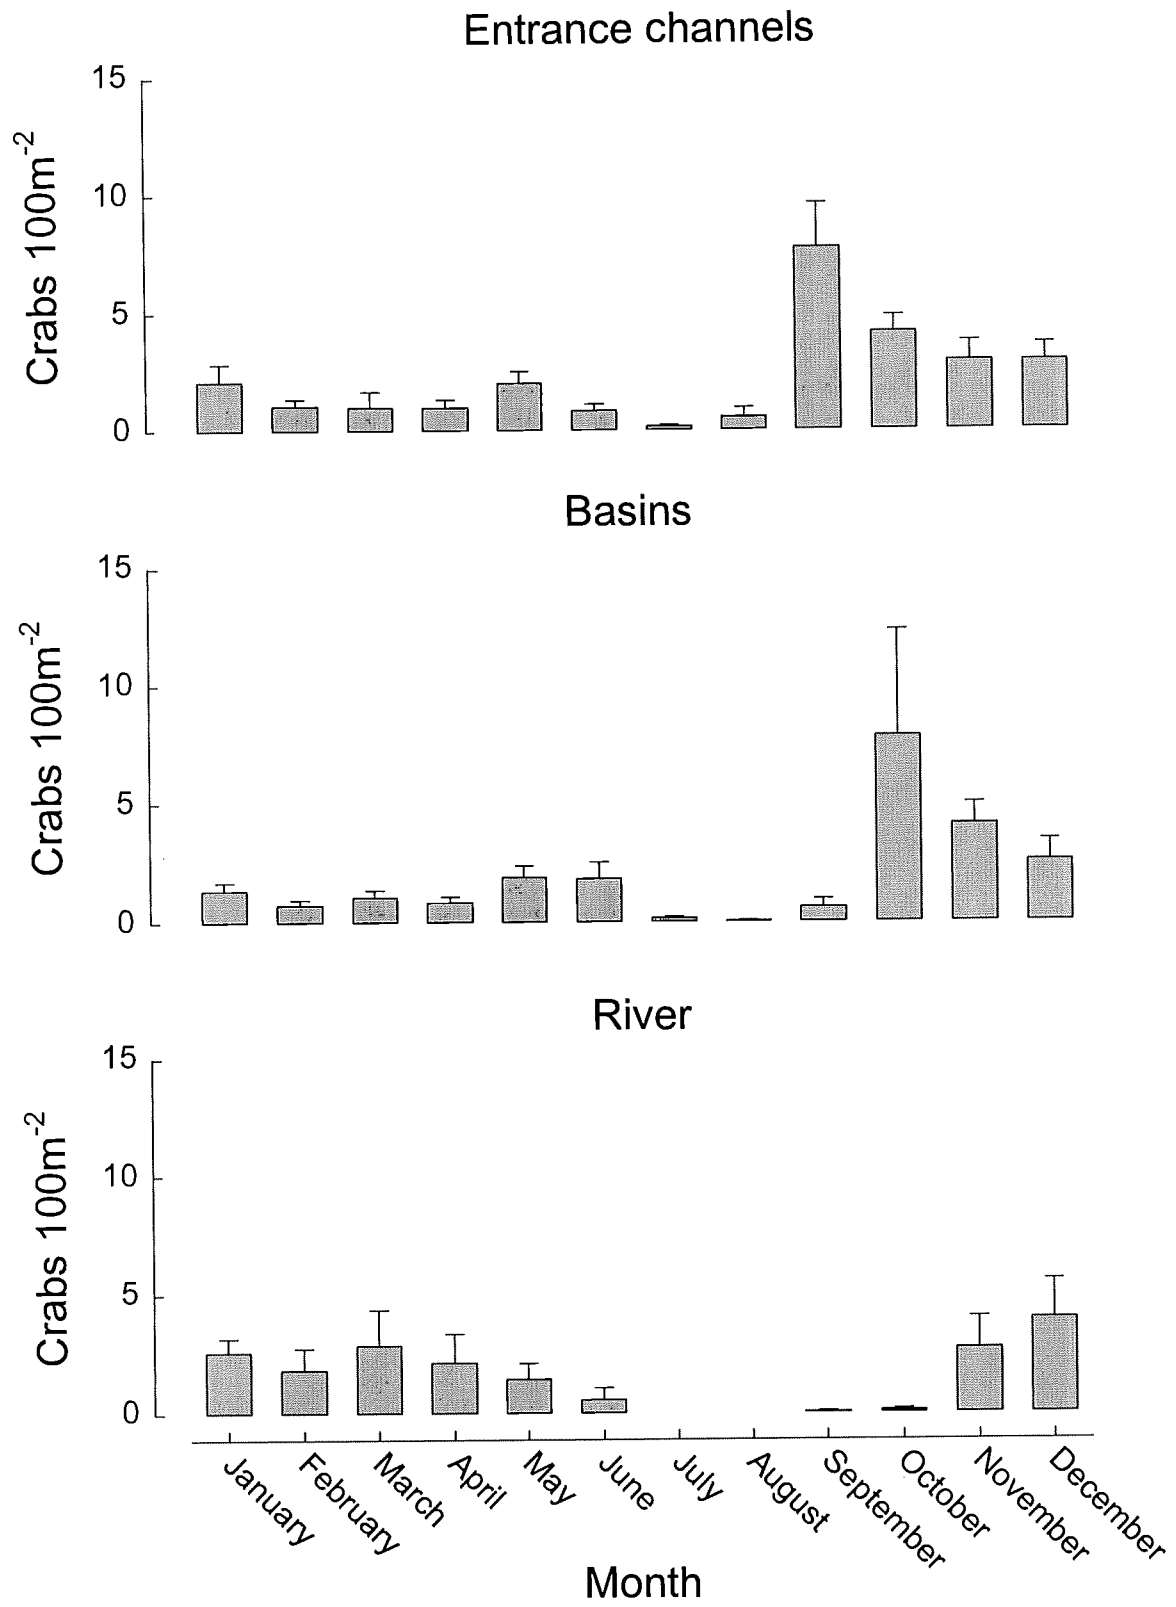 Entrance channels
15
10
5
0
Crabs 100m-2
Basins
15
10
5
0
Crabs 100m-2
River
15
10
5
0
Crabs 100m-2
January February March April May June July August September October November December
Month